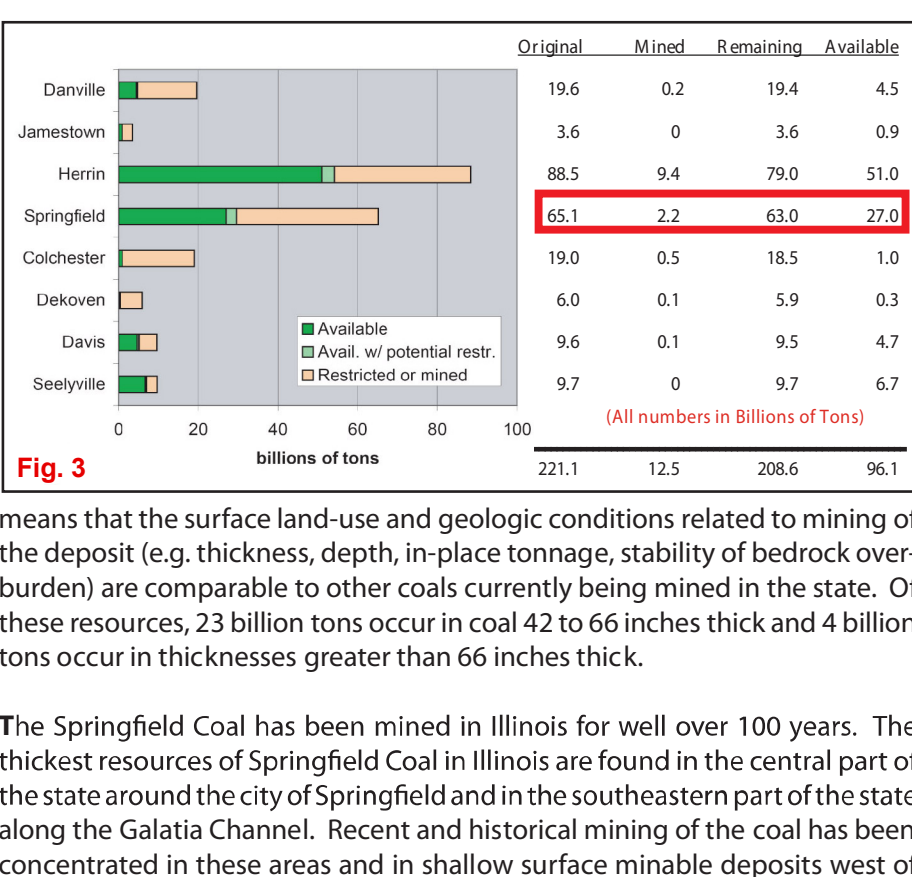 Original Mined Remaining Available
Danville 19.6 0.2 19.4 4.5
Jamestown 3.6 0 3.6 0.9
Herrin 88.5 9.4 79.0 51.0
Springfield 65.1 2.2 63.0 27.0
Colchester 19.0 0.5 18.5 1.0
Dekoven 6.0 0.1 5.9 0.3
Davis 9.6 0.1 9.5 4.7
Seelyville 9.7 0 9.7 6.7
Available
Avail. w/ potential restr.
Restricted or mined
(All numbers in Billions of Tons)
0 20 40 60 80 100
billions of tons
221.1 12.5 208.6 96.1
Fig. 3
means that the surface land-use and geologic conditions related to mining of
the deposit (e.g. thickness, depth, in-place tonnage, stability of bedrock over-
burden) are comparable to other coals currently being mined in the state. Of
these resources, 23 billion tons occur in coal 42 to 66 inches thick and 4 billion
tons occur in thicknesses greater than 66 inches thick.
The Springfield Coal has been mined in Illinois for well over 100 years. The
thickest resources of Springfield Coal in Illinois are found in the central part of
the state around the city of Springfield and in the southeastern part of the state
along the Galatia Channel. Recent and historical mining of the coal has been
concentrated in these areas and in shallow surface minable deposits west of